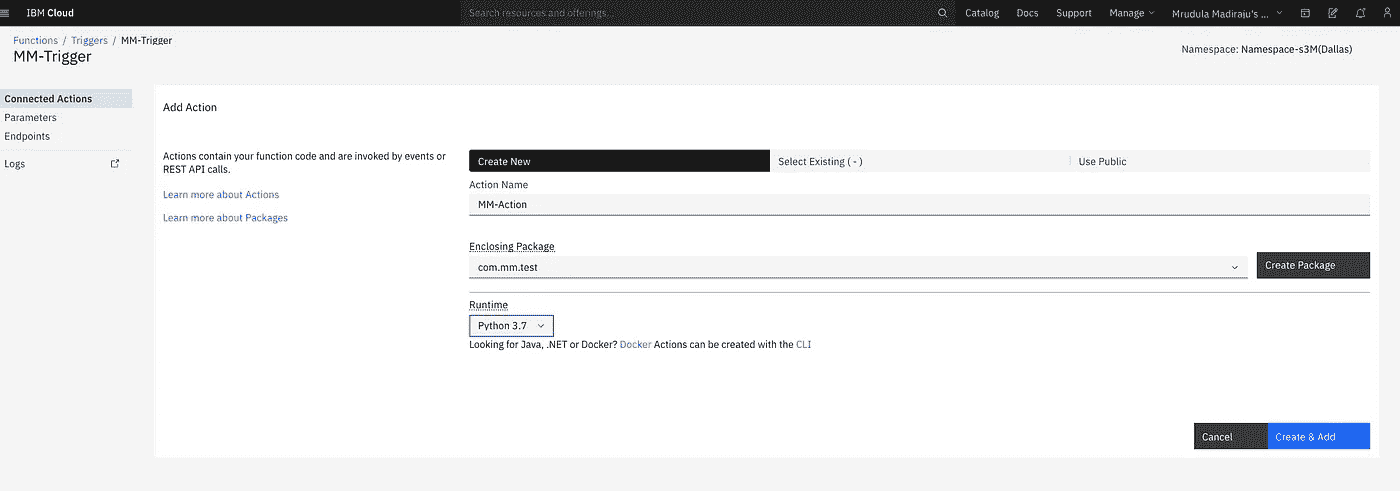 IBM Cloud
Search resources and offerings...
Catalog
Docs
Support
Manage
Mrudula Madiraju's ...
Functions / Triggers / MM-Trigger
MM-Trigger
Namespace: Namespace-s3M(Dallas)
Connected Actions
Parameters
Endpoints
Logs
Add Action
Actions contain your function code and are invoked by events or
REST API calls.
Learn more about Actions
Learn more about Packages
Create New
Select Existing ( - )
Use Public
Action Name
MM-Action
Enclosing Package
com.mm.test
Create Package
Runtime
Python 3.7
Looking for Java, .NET or Docker? Docker Actions can be created with the CLI
Cancel
Create & Add